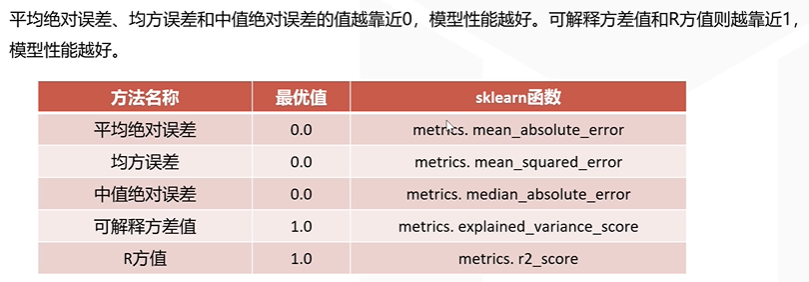 平均绝对误差、均方误差和中值绝对误差的值越靠近0，模型性能越好。可解释方差值和R方值则越靠近1，
模型性能越好。
方法名称 最优值 sklearn函数
平均绝对误差 0.0 metrics. mean_absolute_error
均方误差 0.0 metrics. mean_squared_error
中值绝对误差 0.0 metrics. median_absolute_error
可解释方差值 1.0 metrics. explained_variance_score
R方值 1.0 metrics. r2_score